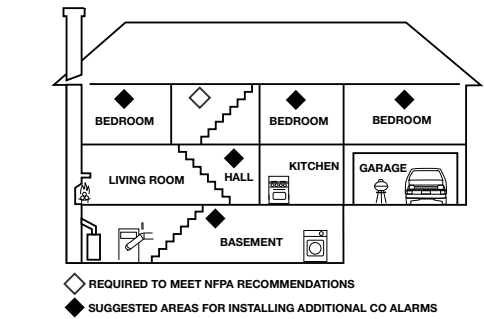 BEDROOM
BEDROOM
BEDROOM
LIVING ROOM
HALL
KITCHEN
GARAGE
BASEMENT
REQUIRED TO MEET NFPA RECOMMENDATIONS
SUGGESTED AREAS FOR INSTALLING ADDITIONAL CO ALARMS